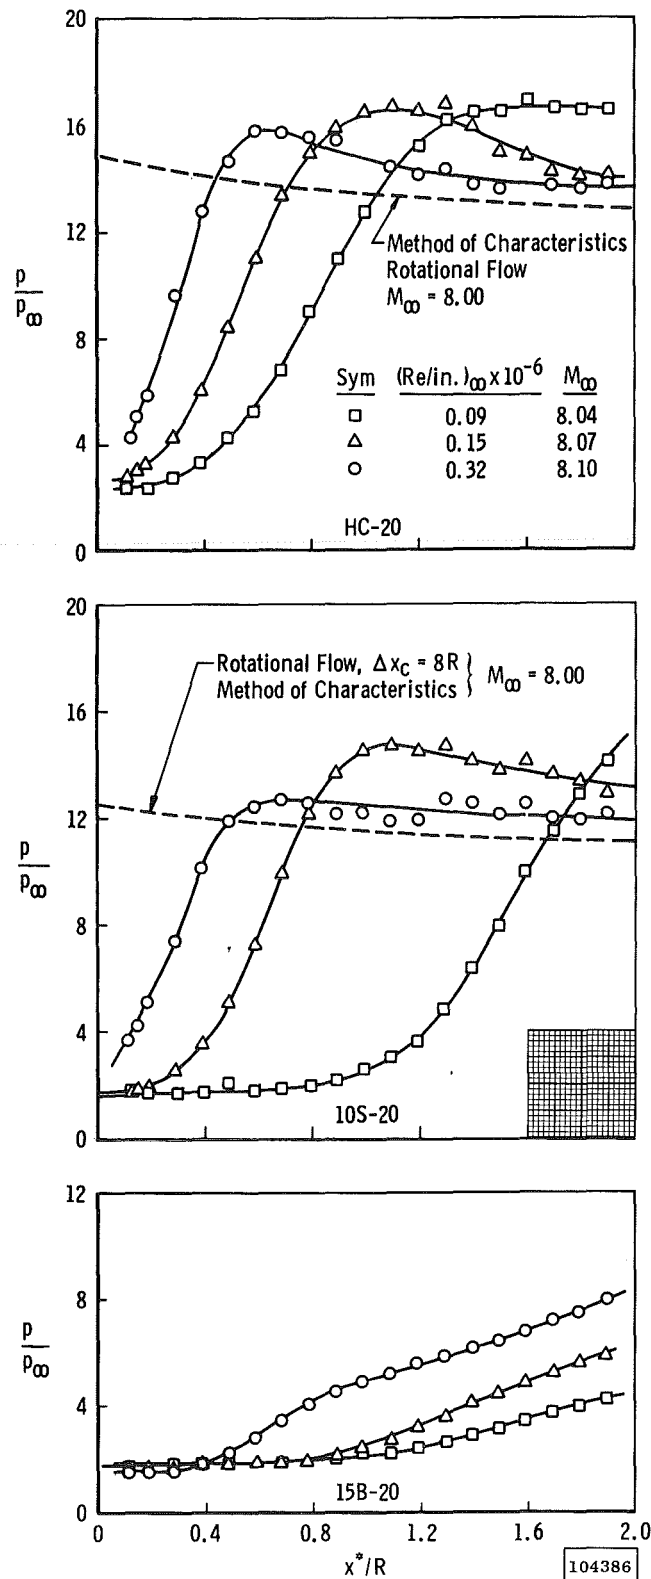 20
16
12
8
4
0
p
p∞
Method of Characteristics
Rotational Flow
M∞ = 8.00
Sym (Re/in.)∞ x 10-6 M∞
□ 0.09 8.04
△ 0.15 8.07
○ 0.32 8.10
HC-20
20
16
12
8
4
0
p
p∞
Rotational Flow, Δxc = 8R
Method of Characteristics
} M∞ = 8.00
10S-20
12
8
4
0
p
p∞
15B-20
0 0.4 0.8 1.2 1.6 2.0
x*/R
104386